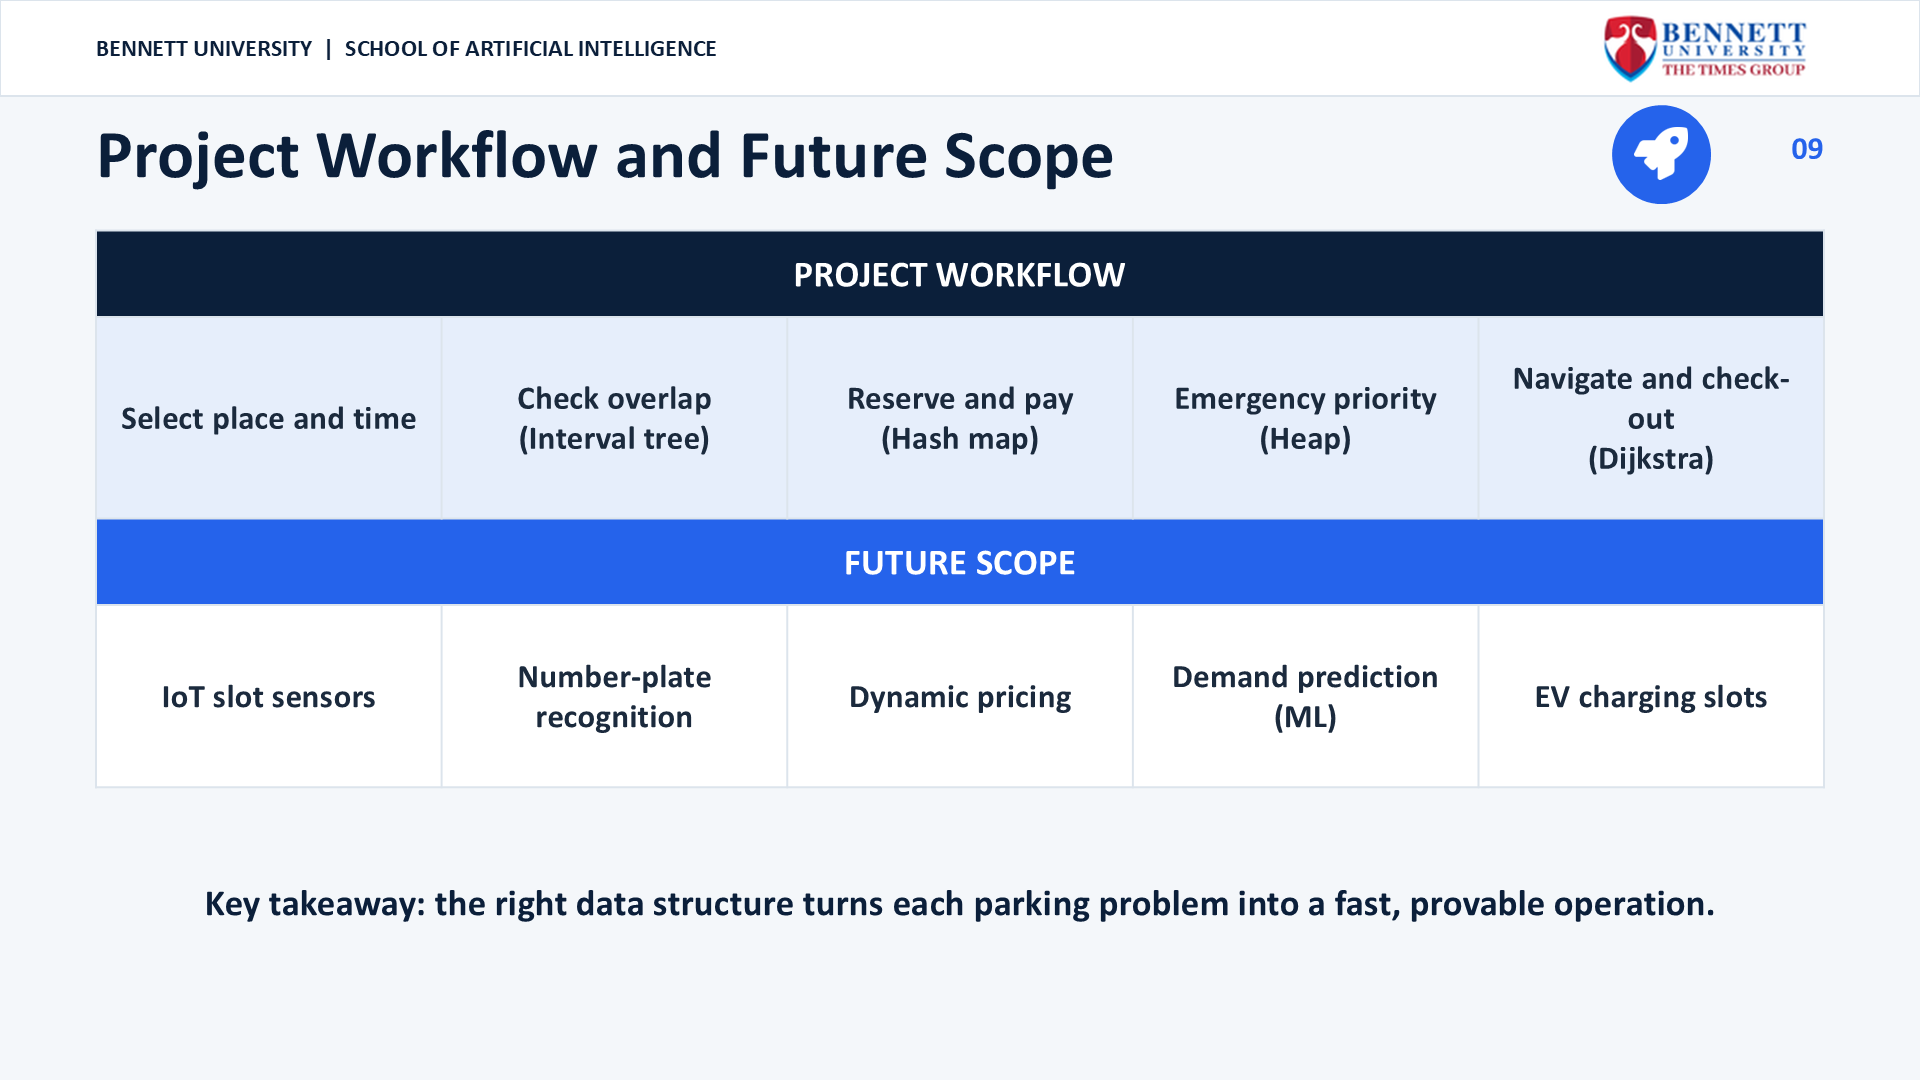 BENNETT UNIVERSITY | SCHOOL OF ARTIFICIAL INTELLIGENCE
BENNETT
UNIVERSITY
THE TIMES GROUP
Project Workflow and Future Scope
09
PROJECT WORKFLOW
Select place and time
Check overlap
(Interval tree)
Reserve and pay
(Hash map)
Emergency priority
(Heap)
Navigate and check-
out
(Dijkstra)
FUTURE SCOPE
IoT slot sensors
Number-plate
recognition
Dynamic pricing
Demand prediction
(ML)
EV charging slots
Key takeaway: the right data structure turns each parking problem into a fast, provable operation.